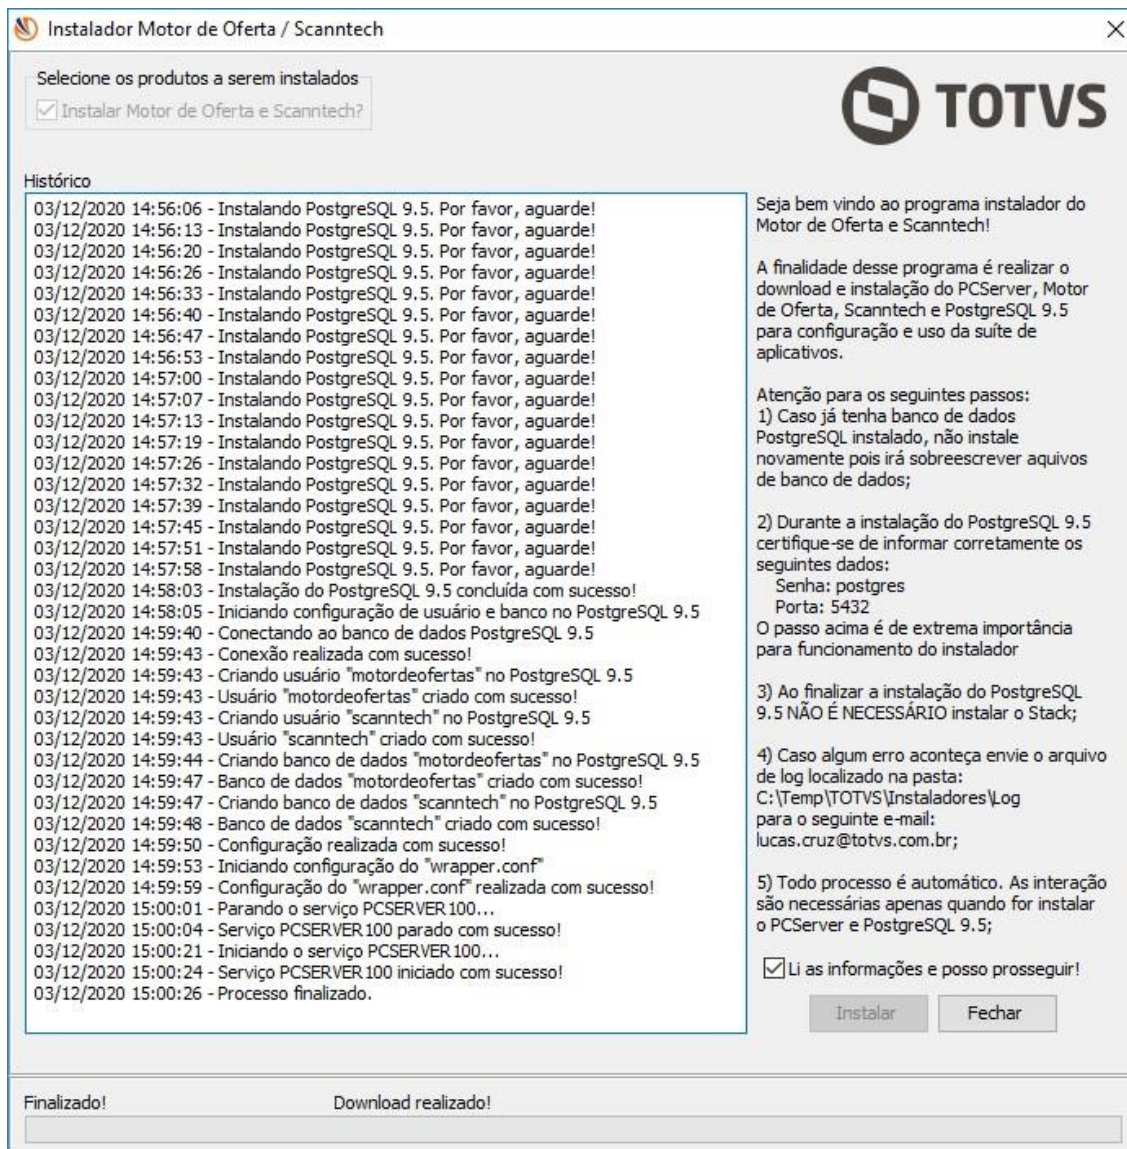 Instalador Motor de Oferta / Scanntech
Selecione os produtos a serem instalados
Instalar Motor de Oferta e Scanntech?
TOTVS
Histórico
03/12/2020 14:56:06 - Instalando PostgreSQL 9.5. Por favor, aguarde!
03/12/2020 14:56:13 - Instalando PostgreSQL 9.5. Por favor, aguarde!
03/12/2020 14:56:20 - Instalando PostgreSQL 9.5. Por favor, aguarde!
03/12/2020 14:56:26 - Instalando PostgreSQL 9.5. Por favor, aguarde!
03/12/2020 14:56:33 - Instalando PostgreSQL 9.5. Por favor, aguarde!
03/12/2020 14:56:40 - Instalando PostgreSQL 9.5. Por favor, aguarde!
03/12/2020 14:56:47 - Instalando PostgreSQL 9.5. Por favor, aguarde!
03/12/2020 14:56:53 - Instalando PostgreSQL 9.5. Por favor, aguarde!
03/12/2020 14:57:00 - Instalando PostgreSQL 9.5. Por favor, aguarde!
03/12/2020 14:57:07 - Instalando PostgreSQL 9.5. Por favor, aguarde!
03/12/2020 14:57:13 - Instalando PostgreSQL 9.5. Por favor, aguarde!
03/12/2020 14:57:19 - Instalando PostgreSQL 9.5. Por favor, aguarde!
03/12/2020 14:57:26 - Instalando PostgreSQL 9.5. Por favor, aguarde!
03/12/2020 14:57:32 - Instalando PostgreSQL 9.5. Por favor, aguarde!
03/12/2020 14:57:39 - Instalando PostgreSQL 9.5. Por favor, aguarde!
03/12/2020 14:57:45 - Instalando PostgreSQL 9.5. Por favor, aguarde!
03/12/2020 14:57:51 - Instalando PostgreSQL 9.5. Por favor, aguarde!
03/12/2020 14:57:58 - Instalando PostgreSQL 9.5. Por favor, aguarde!
03/12/2020 14:58:03 - Instalação do PostgreSQL 9.5 concluída com sucesso!
03/12/2020 14:58:05 - Iniciando configuração de usuário e banco no PostgreSQL 9.5
03/12/2020 14:59:40 - Conectando ao banco de dados PostgreSQL 9.5
03/12/2020 14:59:43 - Conexão realizada com sucesso!
03/12/2020 14:59:43 - Criando usuário "motordeofertas" no PostgreSQL 9.5
03/12/2020 14:59:43 - Usuário "motordeofertas" criado com sucesso!
03/12/2020 14:59:43 - Criando usuário "scanntech" no PostgreSQL 9.5
03/12/2020 14:59:43 - Usuário "scanntech" criado com sucesso!
03/12/2020 14:59:44 - Criando banco de dados "motordeofertas" no PostgreSQL 9.5
03/12/2020 14:59:47 - Banco de dados "motordeofertas" criado com sucesso!
03/12/2020 14:59:47 - Criando banco de dados "scanntech" no PostgreSQL 9.5
03/12/2020 14:59:48 - Banco de dados "scanntech" criado com sucesso!
03/12/2020 14:59:50 - Configuração realizada com sucesso!
03/12/2020 14:59:53 - Iniciando configuração do "wrapper.conf"
03/12/2020 14:59:59 - Configuração do "wrapper.conf" realizada com sucesso!
03/12/2020 15:00:01 - Parando o serviço PCSERVER100...
03/12/2020 15:00:04 - Serviço PCSERVER100 parado com sucesso!
03/12/2020 15:00:21 - Iniciando o serviço PCSERVER100...
03/12/2020 15:00:24 - Serviço PCSERVER100 iniciado com sucesso!
03/12/2020 15:00:26 - Processo finalizado.
Seja bem vindo ao programa instalador do
Motor de Oferta e Scanntech!
A finalidade desse programa é realizar o
download e instalação do PCServer, Motor
de Oferta, Scanntech e PostgreSQL 9.5
para configuração e uso da suíte de
aplicativos.
Atenção para os seguintes passos:
1) Caso já tenha banco de dados
PostgreSQL instalado, não instale
novamente pois irá sobreescrever aquivos
de banco de dados;
2) Durante a instalação do PostgreSQL 9.5
certifique-se de informar corretamente os
seguintes dados:
Senha: postgres
Porta: 5432
O passo acima é de extrema importância
para funcionamento do instalador
3) Ao finalizar a instalação do PostgreSQL
9.5 NÃO É NECESSÁRIO instalar o Stack;
4) Caso algum erro aconteça envie o arquivo
de log localizado na pasta:
C:\Temp\TOTVS\Instaladores\Log
para o seguinte e-mail:
lucas.cruz@totvs.com.br;
5) Todo processo é automático. As interação
são necessárias apenas quando for instalar
o PCServer e PostgreSQL 9.5;
Li as informações e posso prosseguir!
Instalar Fechar
Finalizado! Download realizado!